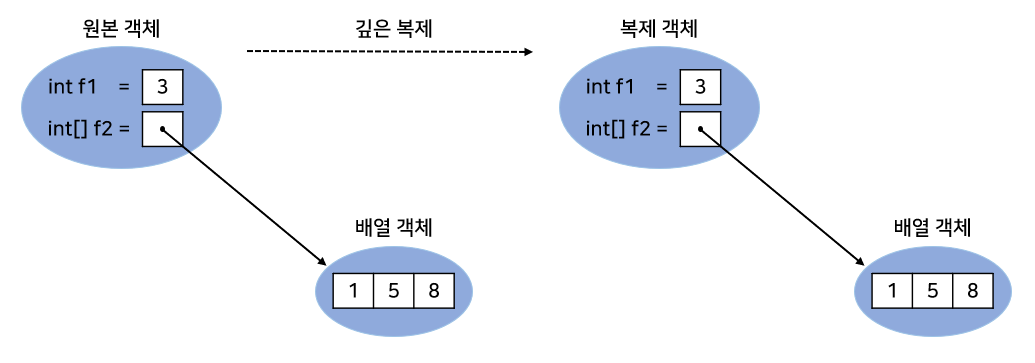 원본 객체
깊은 복제
복제 객체
int f1 = 3
int[] f2 =
int f1 = 3
int[] f2 =
배열 객체
배열 객체
1 5 8
1 5 8